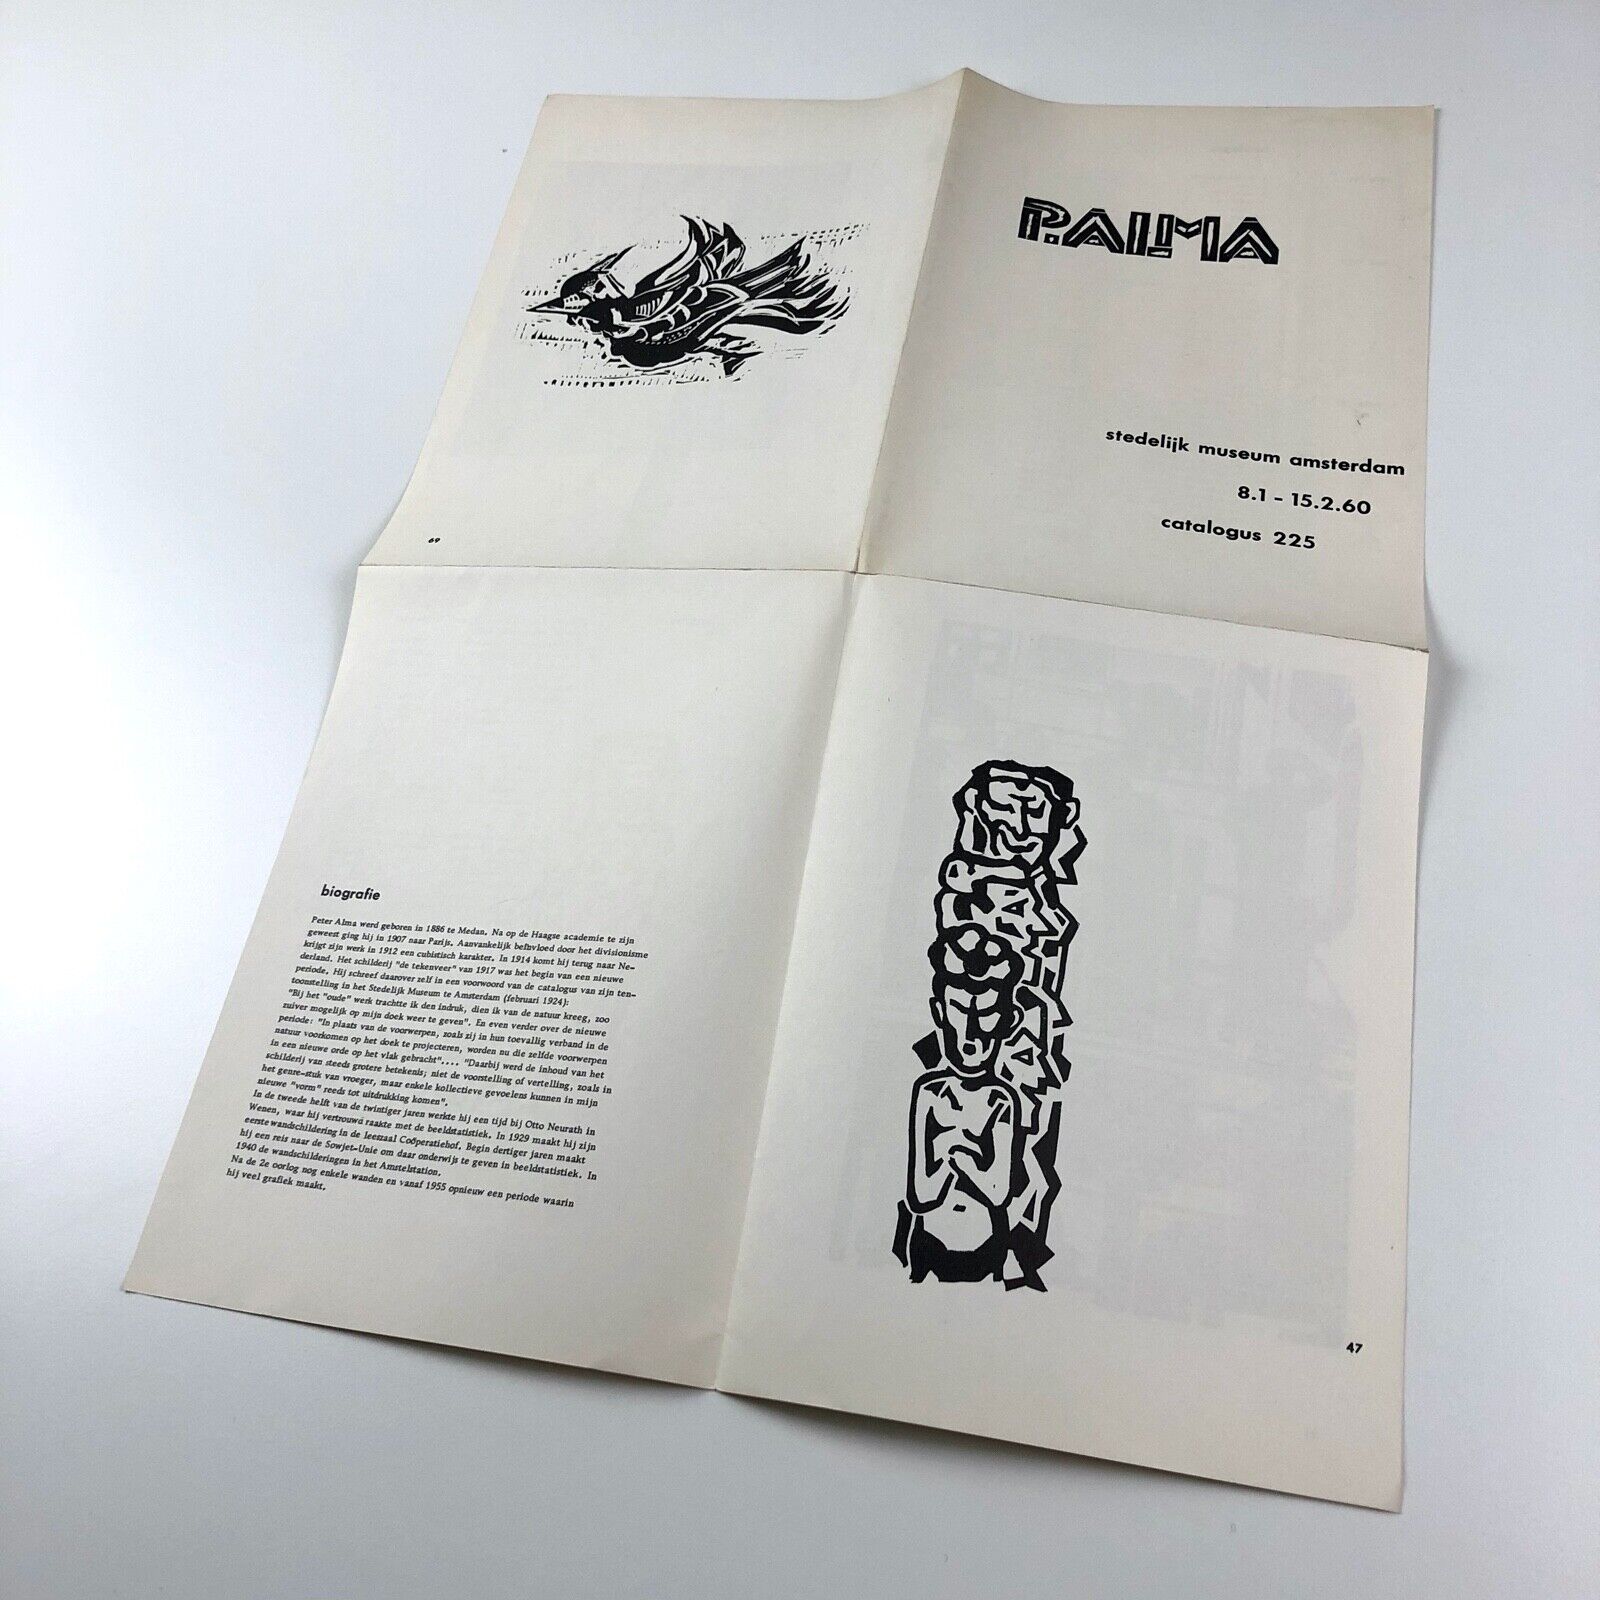 P.ALMA
stedelijk museum amsterdam
8.1 - 15.2.60
catalogus 225
69
biografie
Peter Alma werd geboren in 1886 te Medan. Na op de Haagse academie te zijn
geweest ging hij in 1907 naar Parijs. Aanvankelijk beïnvloed door het divisionisme
krijgt zijn werk in 1912 een cubistisch karakter. In 1914 komt hij terug naar Ne-
derland. Het schilderij "de tekenveer" van 1917 was het begin van een nieuwe
periode. Hij schreef daarover zelf in een voorwoord van de catalogus van zijn ten-
toonstelling in het Stedelijk Museum te Amsterdam (februari 1924):
"Bij het "oude" werk trachtte ik den indruk, dien ik van de natuur kreeg, zoo
zuiver mogelijk op mijn doek weer te geven". En even verder over de nieuwe
periode: "In plaats van de voorwerpen, zoals zij in hun toevallig verband in de
natuur voorkomen op het doek te projecteren, worden nu die zelfde voorwerpen
in een nieuwe orde op het vlak gebracht".... "Daarbij werd de inhoud van het
schilderij van steeds grotere betekenis; niet de voorstelling of vertelling, zoals in
het genre-stuk van vroeger, maar enkele kollectieve gevoelens kunnen in mijn
nieuwe "vorm" reeds tot uitdrukking komen".
In de tweede helft van de twintiger jaren werkte hij een tijd bij Otto Neurath in
Wenen, waar hij vertrouwd raakte met de beeldstatistiek. In 1929 maakt hij zijn
eerste wandschildering in de leeszaal Coöperatiehof. Begin dertiger jaren maakt
hij een reis naar de Sowjet-Unie om daar onderwijs te geven in beeldstatistiek. In
1940 de wandschilderingen in het Amstelstation.
Na de 2e oorlog nog enkele wanden en vanaf 1955 opnieuw een periode waarin
hij veel grafiek maakt.
47